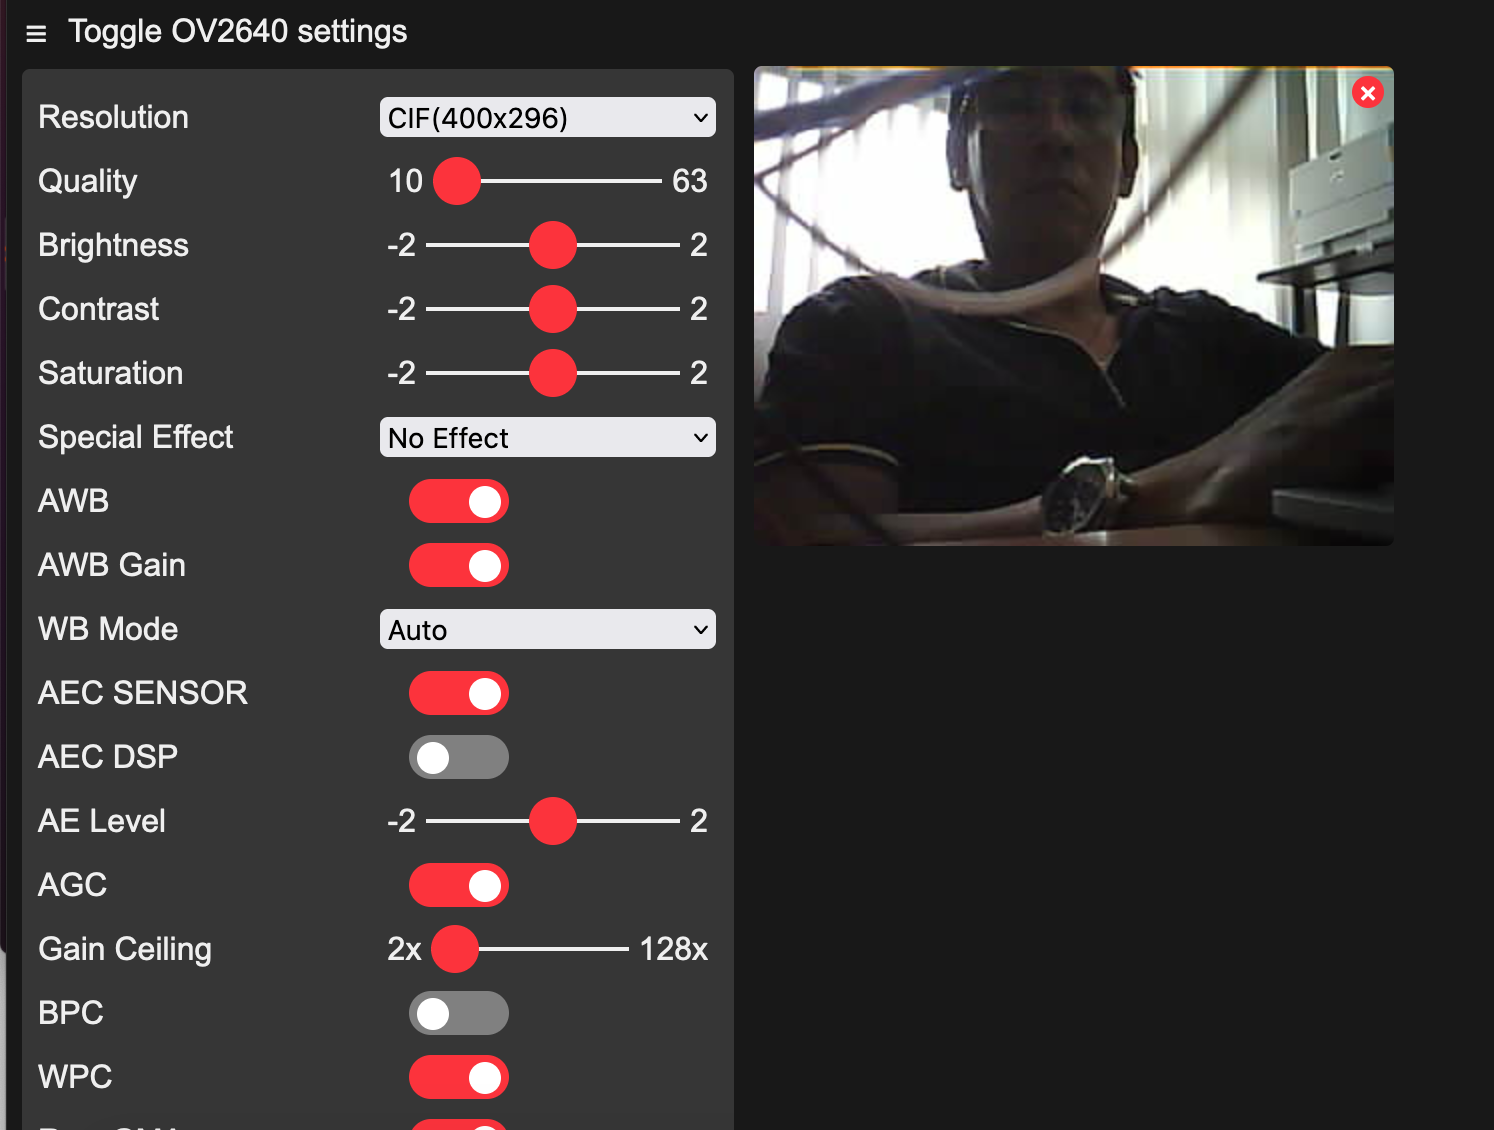 ☰ Toggle OV2640 settings
Resolution CIF(400x296)
Quality 10 63
Brightness -2 2
Contrast -2 2
Saturation -2 2
Special Effect No Effect
AWB
AWB Gain
WB Mode Auto
AEC SENSOR
AEC DSP
AE Level -2 2
AGC
Gain Ceiling 2x 128x
BPC
WPC